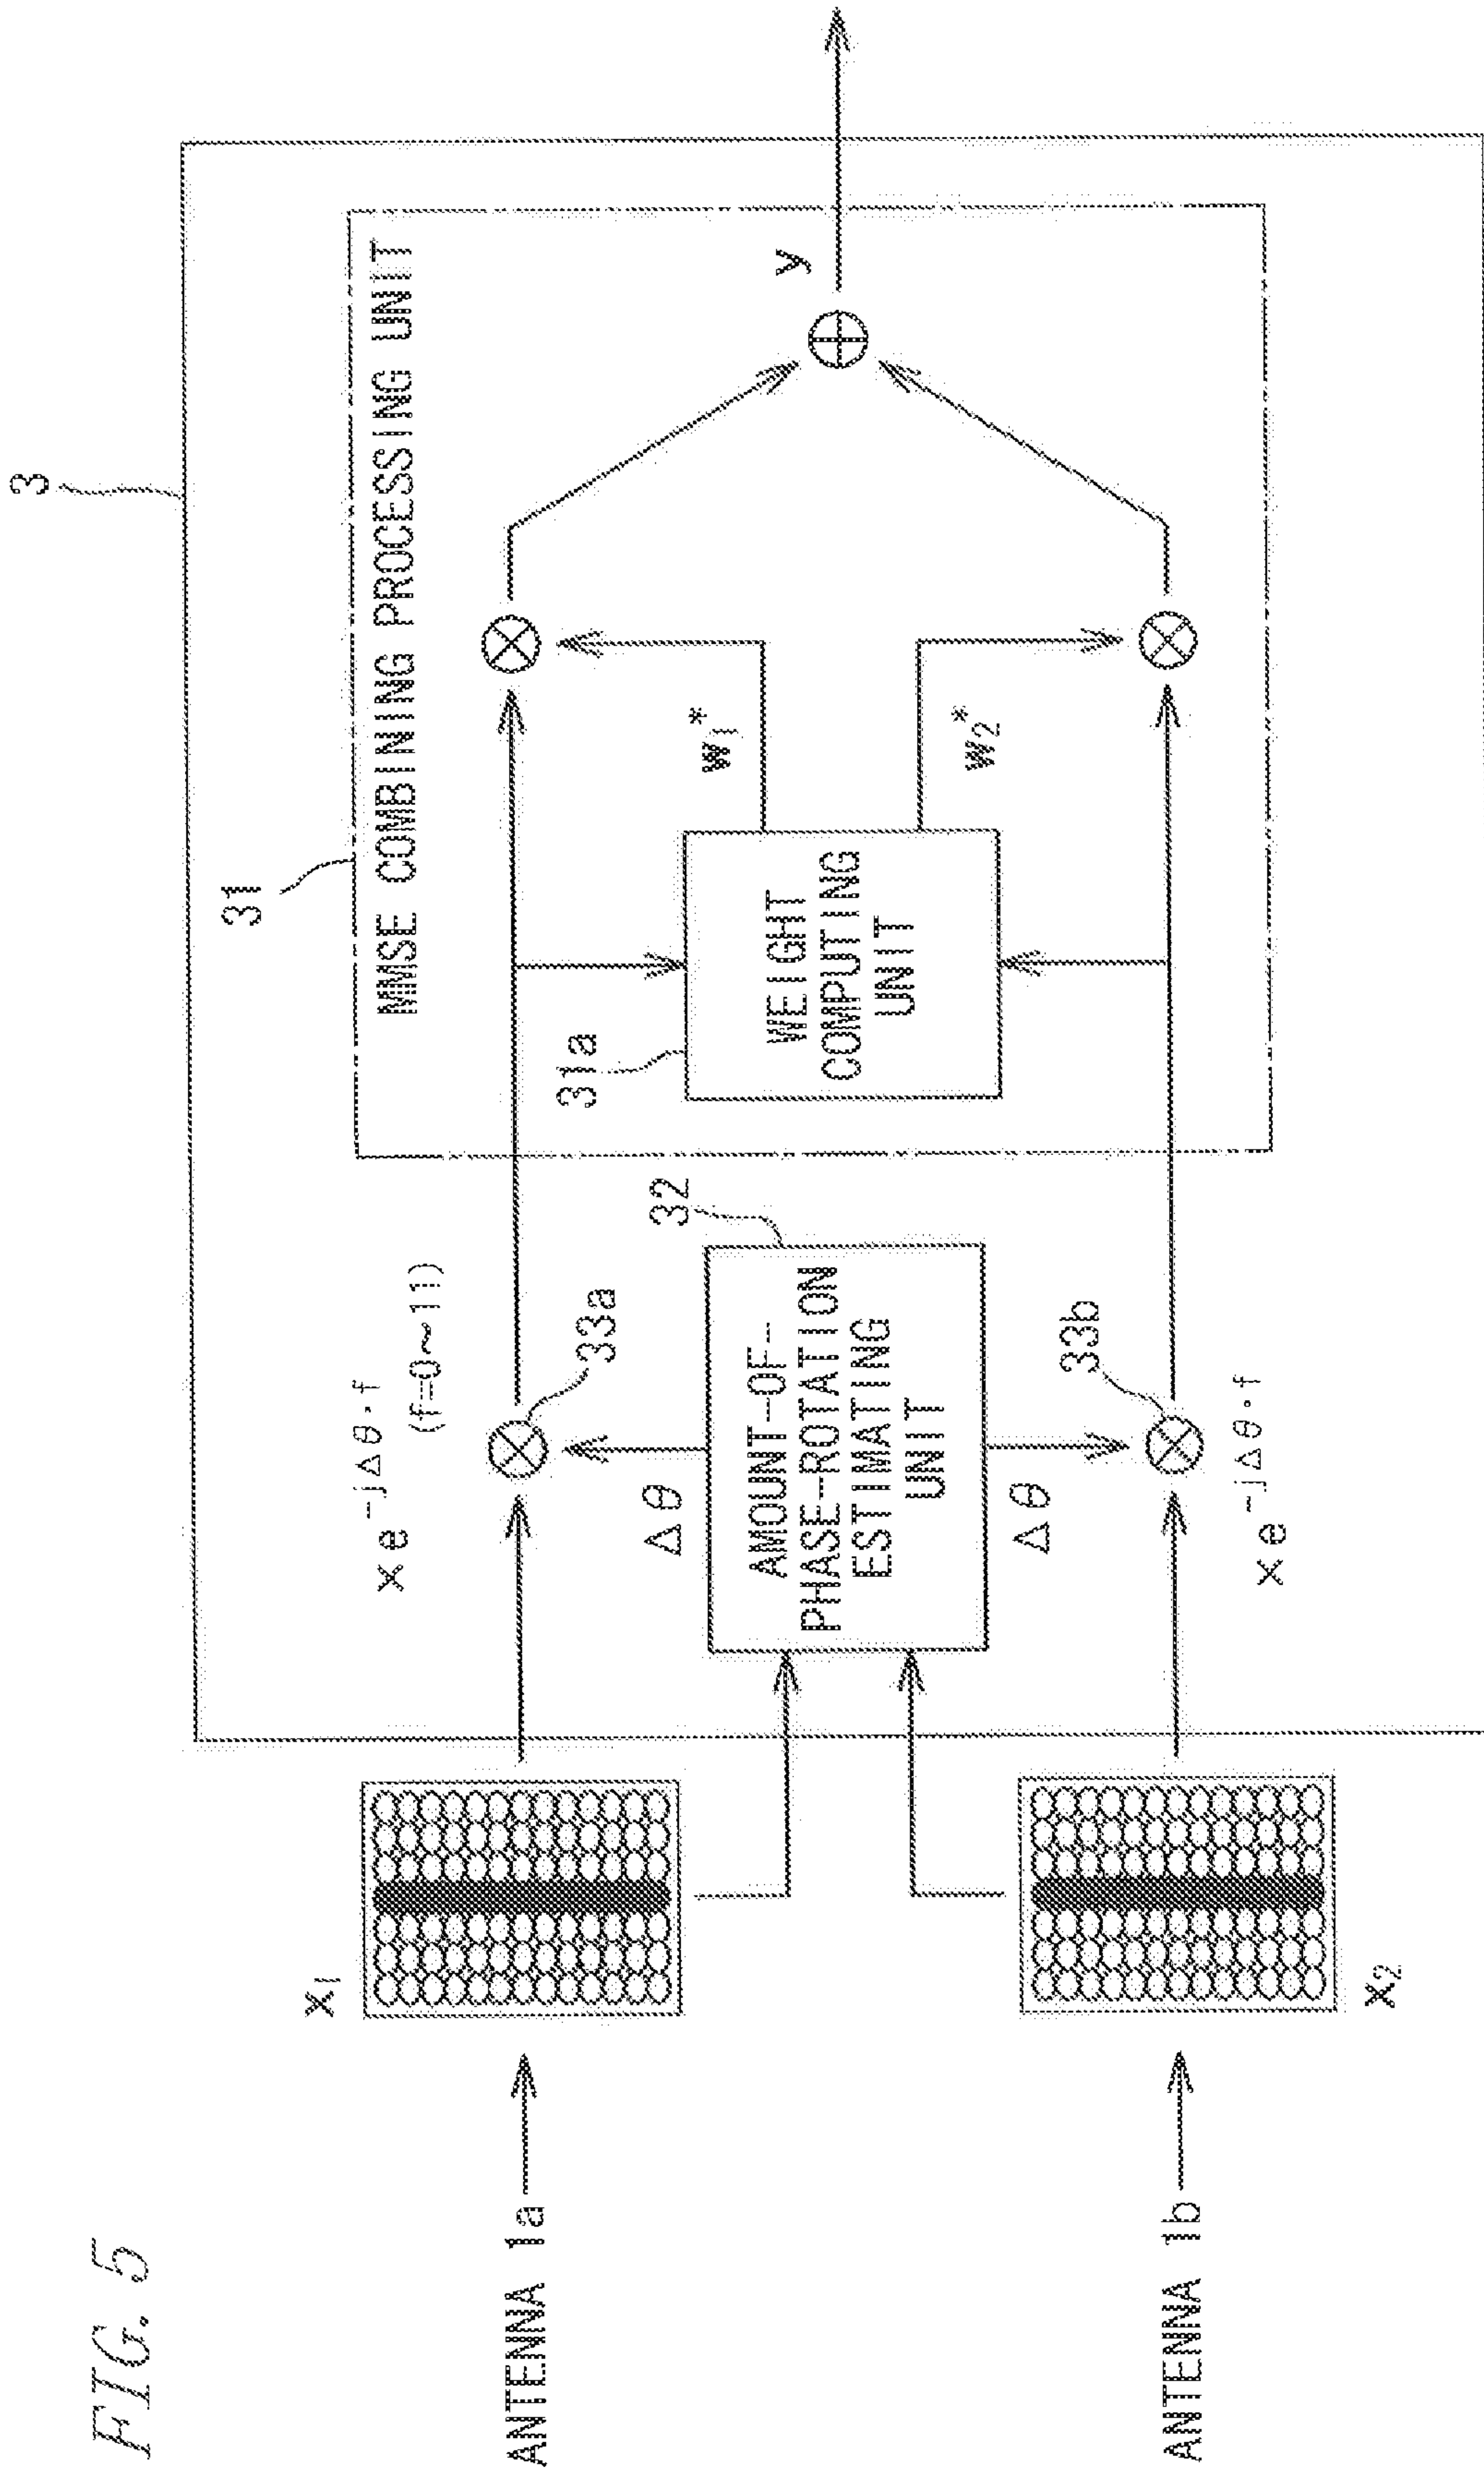 FIG. 5
3
31
MMSE COMBINING PROCESSING UNIT
x e^-jΔθ·f
(f=0~11)
x₁
ANTENNA 1a
33a
Δθ
32
AMOUNT-OF-
PHASE-ROTATION
ESTIMATING
UNIT
Δθ
31a
WEIGHT
COMPUTING
UNIT
w₁*
w₂*
y
33b
ANTENNA 1b
x₂
x e^-jΔθ·f